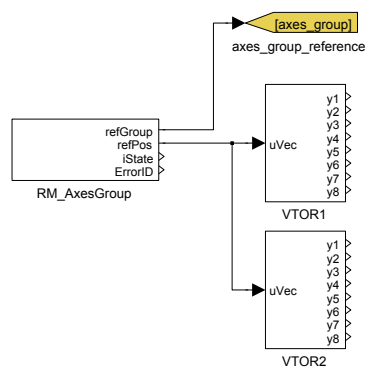 [axes_group]
axes_group_reference
refGroup
refPos
iState
ErrorID
RM_AxesGroup
uVec
y1
y2
y3
y4
y5
y6
y7
y8
VTOR1
uVec
y1
y2
y3
y4
y5
y6
y7
y8
VTOR2